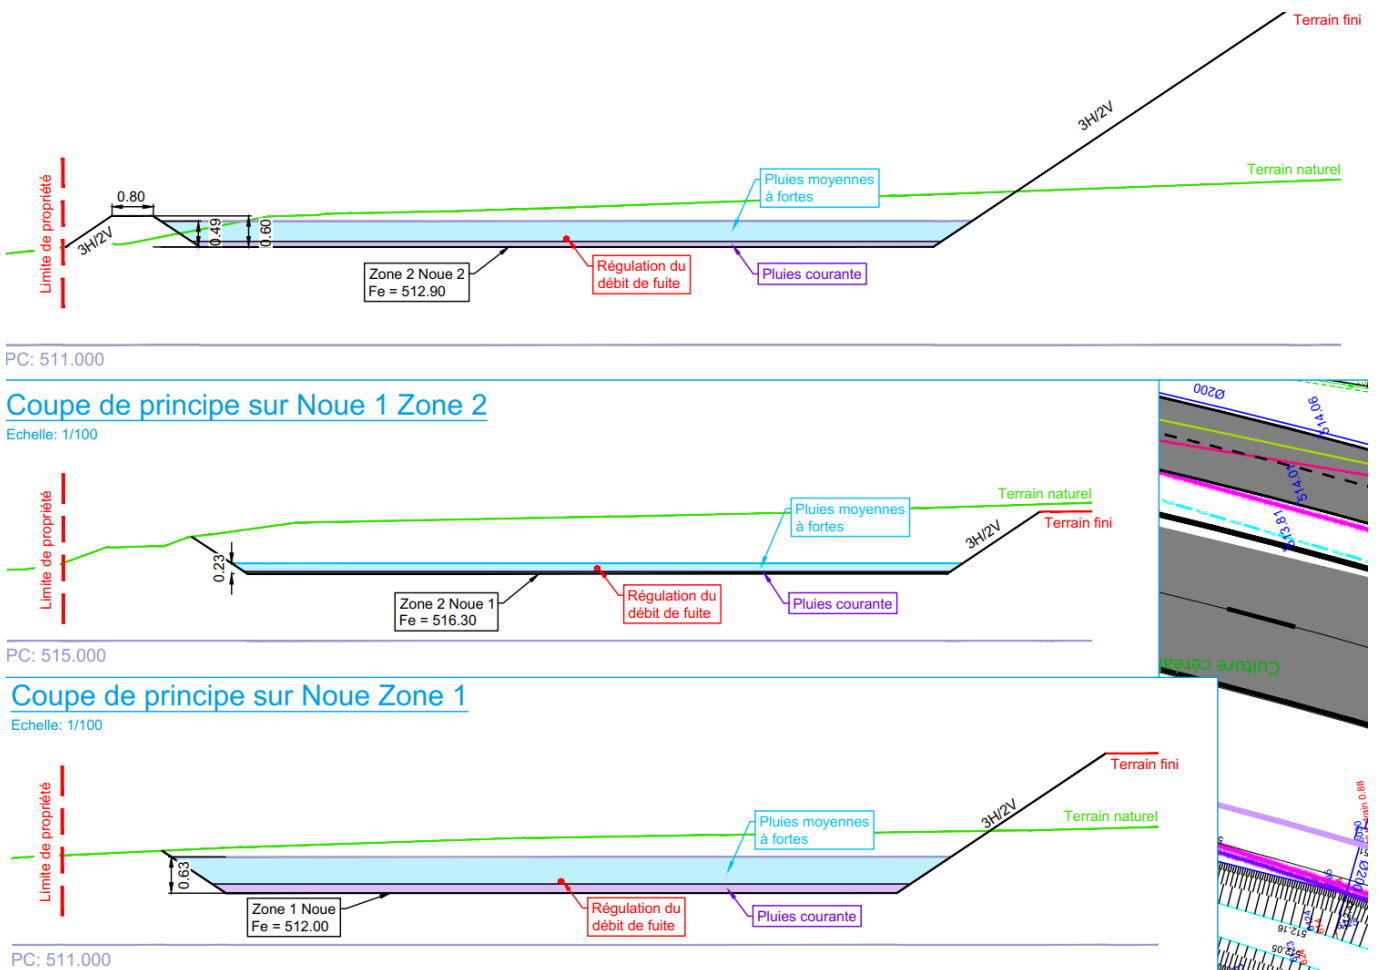 Terrain fini
3H/2V
Terrain naturel
Pluies moyennes
à fortes
0.80
Limite de propriété
3H/2V
0.49
0.60
Zone 2 Noue 2
Fe = 512.90
Régulation du
débit de fuite
Pluies courante
PC: 511.000
Coupe de principe sur Noue 1 Zone 2
Echelle: 1/100
Ø200
514.06
514.01
513.81
Terrain naturel
Terrain fini
Pluies moyennes
à fortes
3H/2V
Limite de propriété
0.23
Zone 2 Noue 1
Fe = 516.30
Régulation du
débit de fuite
Pluies courante
PC: 515.000
Coupe de principe sur Noue Zone 1
Echelle: 1/100
Terrain fini
Terrain naturel
3H/2V
Pluies moyennes
à fortes
Limite de propriété
0.63
Zone 1 Noue
Fe = 512.00
Régulation du
débit de fuite
Pluies courante
PC: 511.000
Culture
Ø200
512.16
512.05